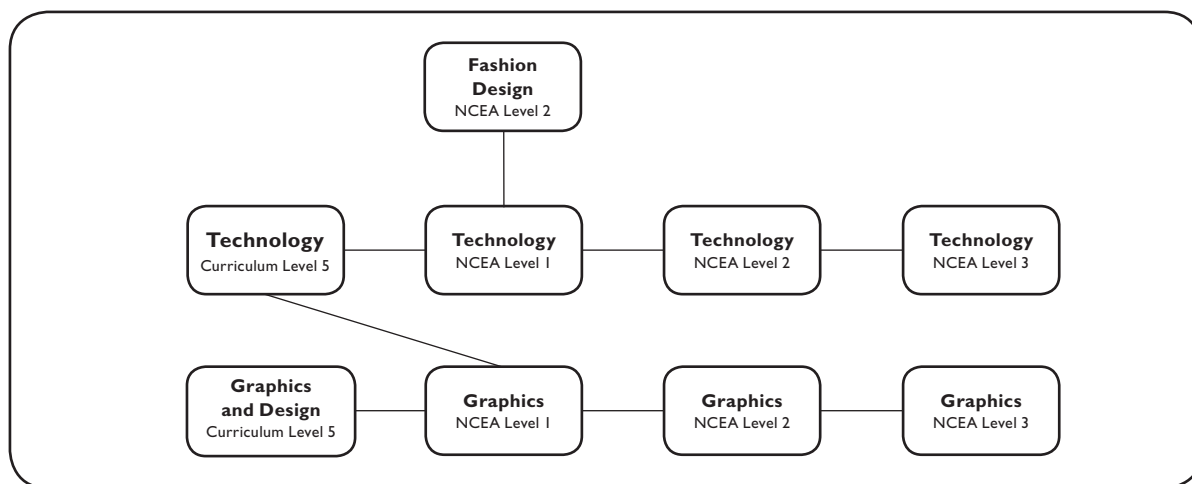 Fashion
Design
NCEA Level 2
Technology
Curriculum Level 5
Technology
NCEA Level 1
Technology
NCEA Level 2
Technology
NCEA Level 3
Graphics
and Design
Curriculum Level 5
Graphics
NCEA Level 1
Graphics
NCEA Level 2
Graphics
NCEA Level 3